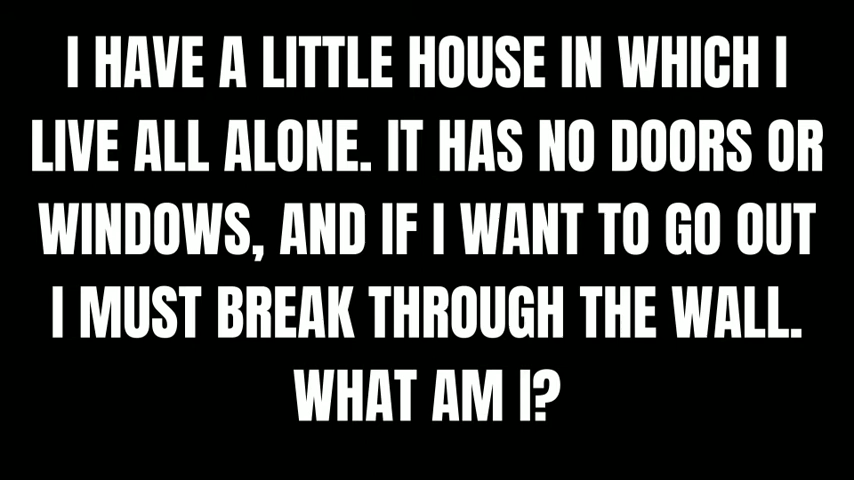 I HAVE A LITTLE HOUSE IN WHICH I
LIVE ALL ALONE. IT HAS NO DOORS OR
WINDOWS, AND IF I WANT TO GO OUT
I MUST BREAK THROUGH THE WALL.
WHAT AM I?